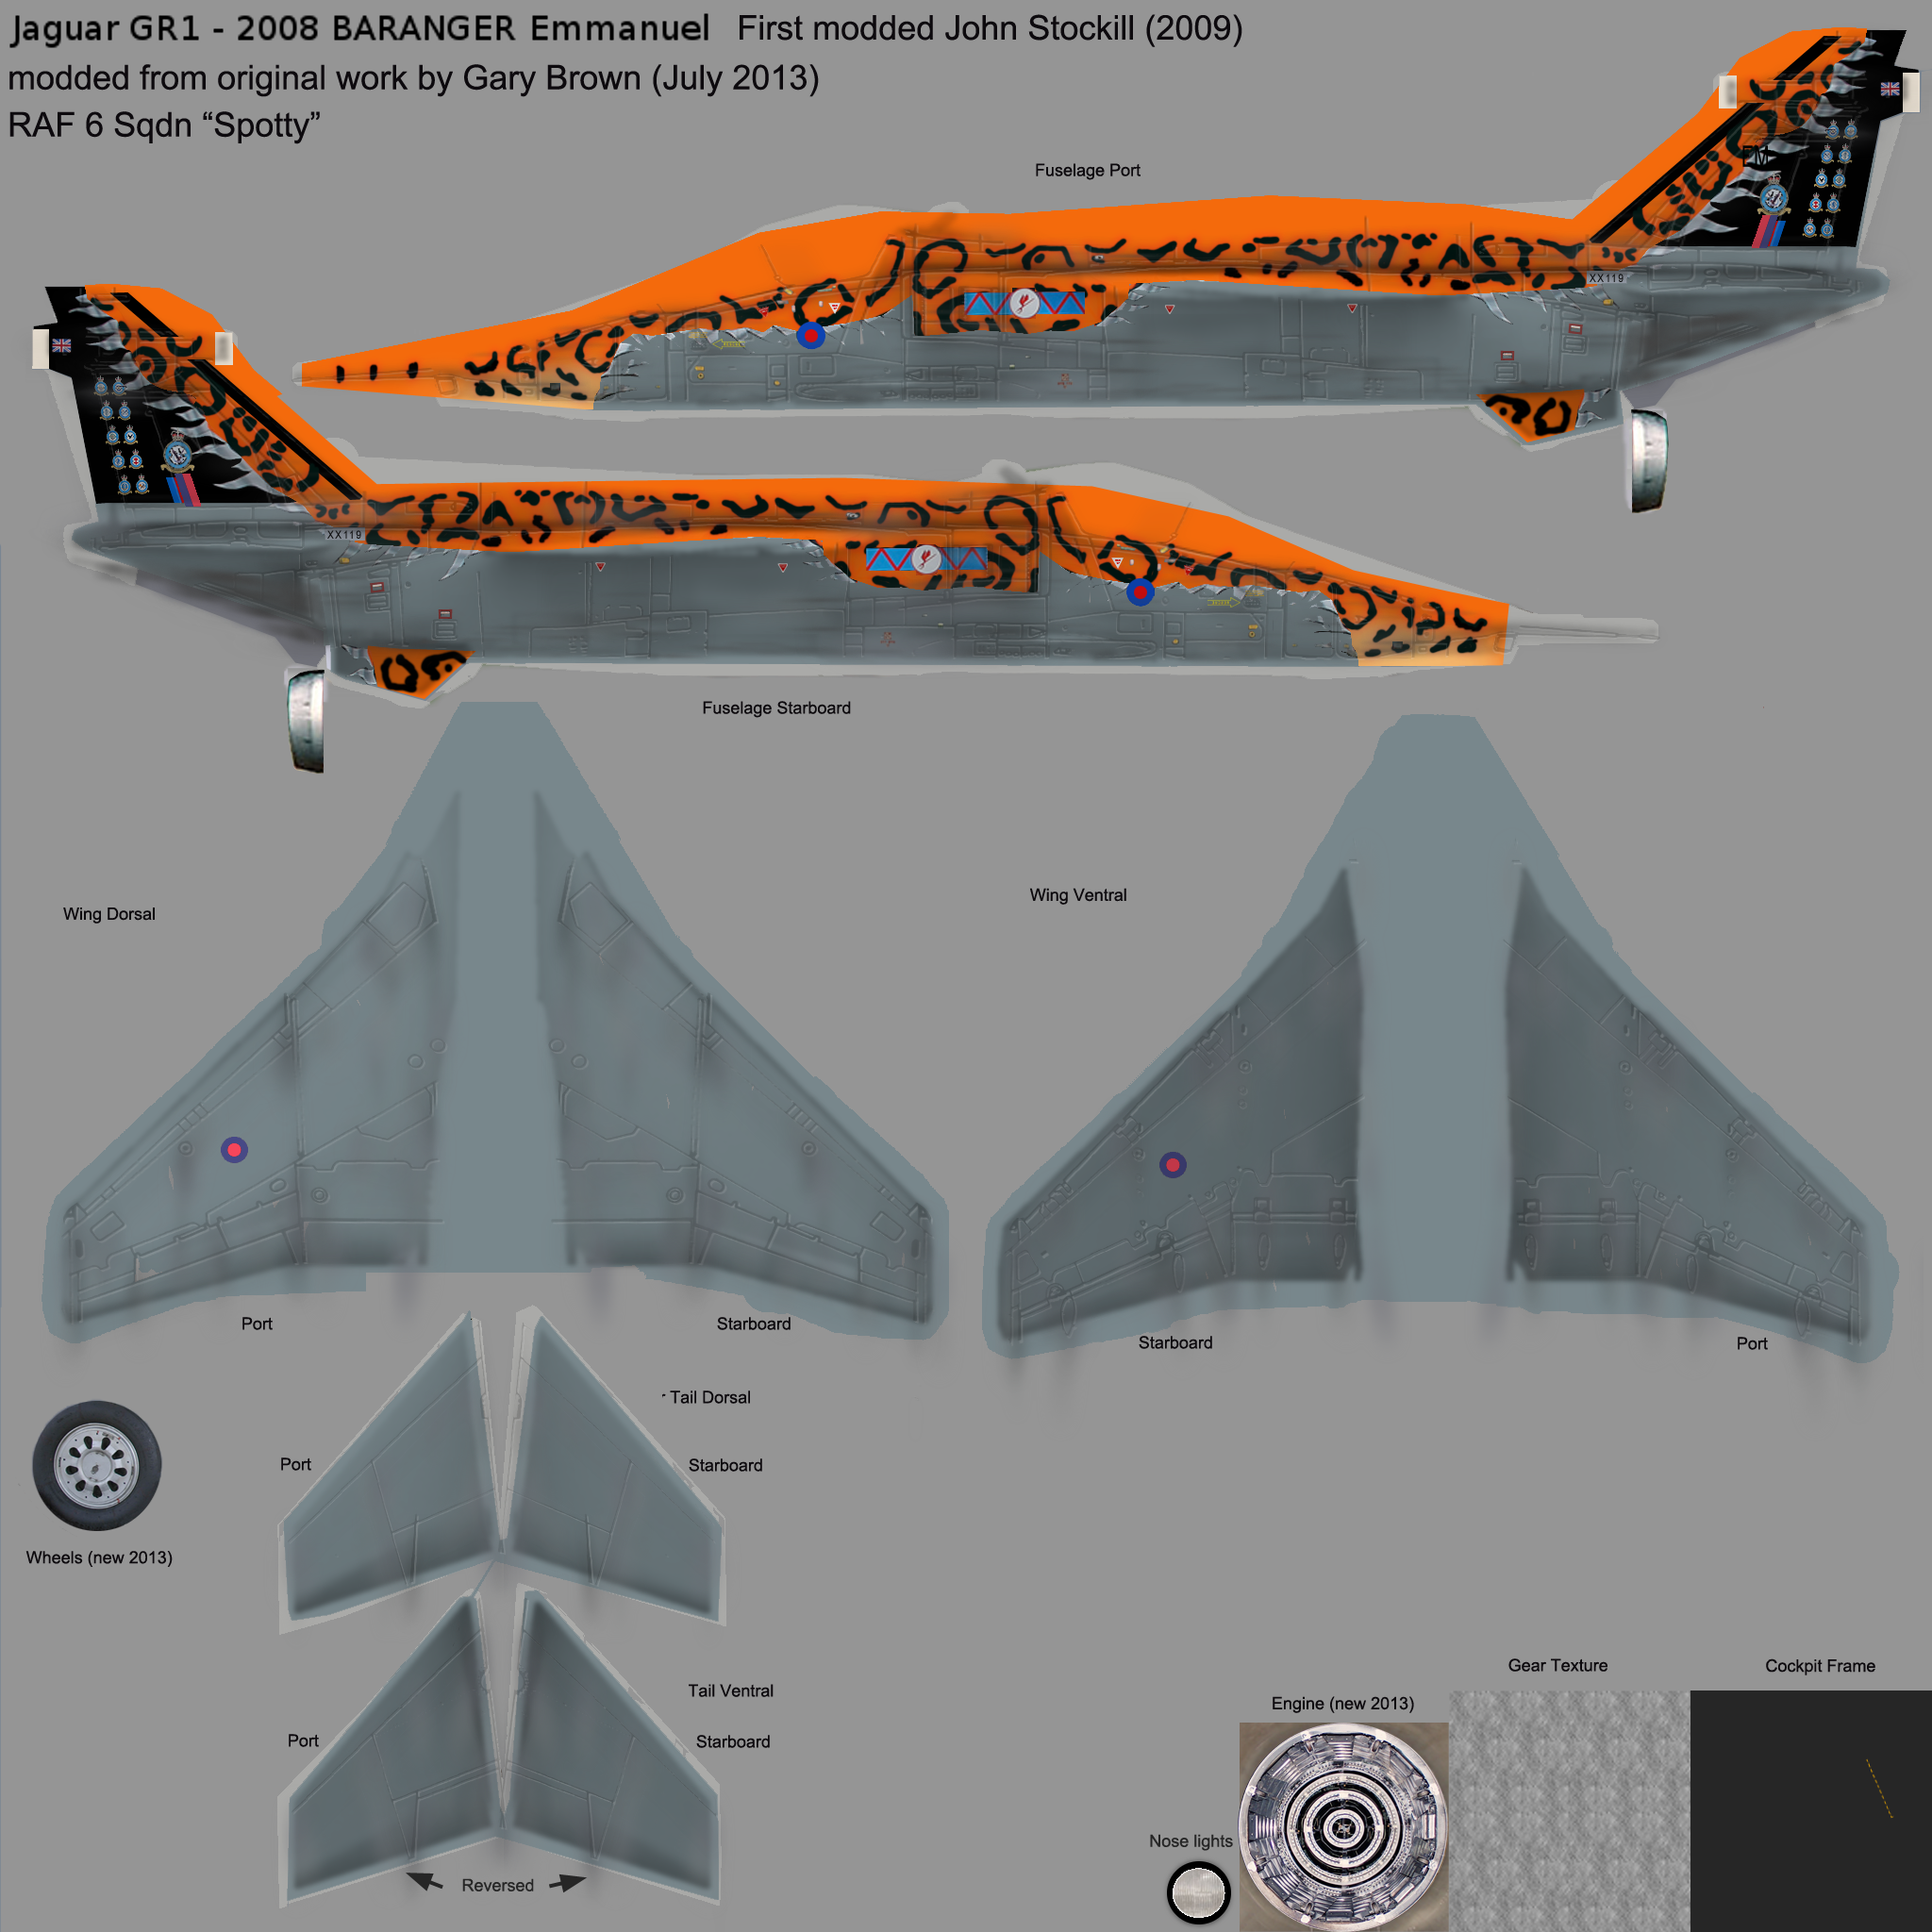 Jaguar GR1 - 2008 BARANGER Emmanuel First modded John Stockill (2009)
modded from original work by Gary Brown (July 2013)
RAF 6 Sqdn “Spotty”
Fuselage Port
EM
XX119
XX119
Fuselage Starboard
Wing Dorsal
Wing Ventral
Port
Starboard
Starboard
Port
Tail Dorsal
Port
Starboard
Wheels (new 2013)
Tail Ventral
Port
Starboard
Reversed
Gear Texture
Cockpit Frame
Engine (new 2013)
Nose lights